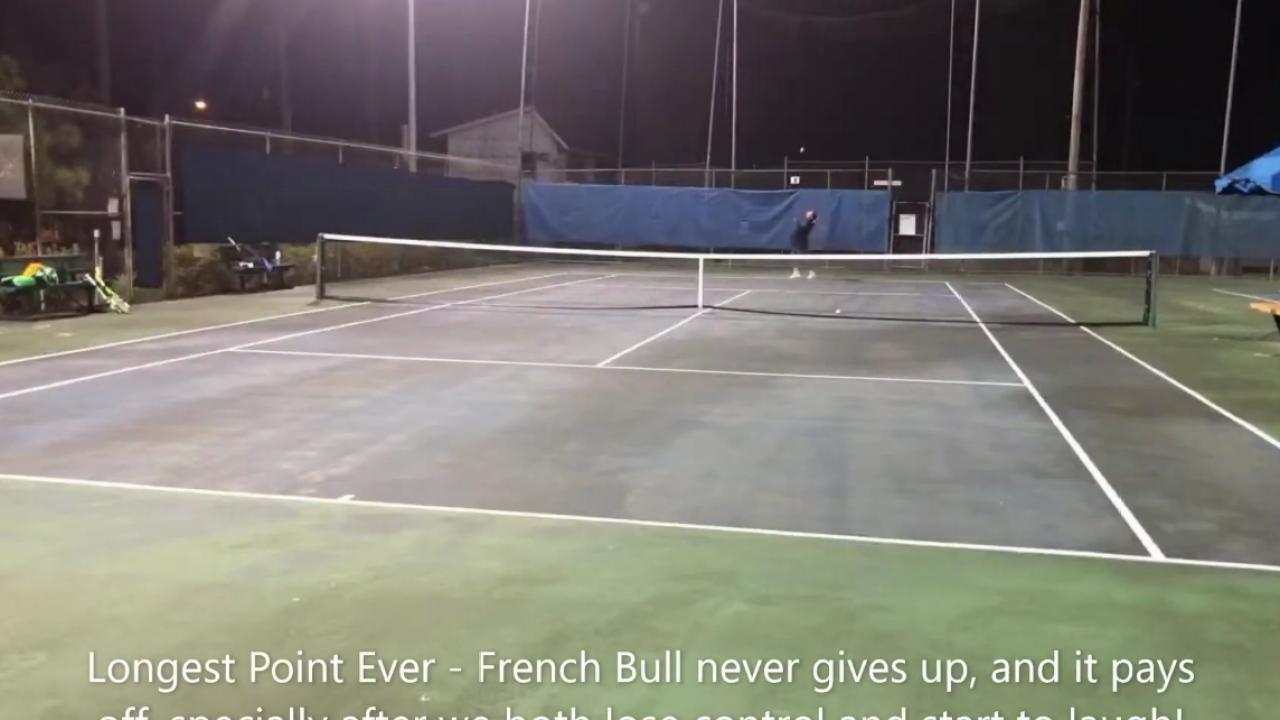 Longest Point Ever - French Bull never gives up, and it pays
off, specially after we both lose control and start to laugh!